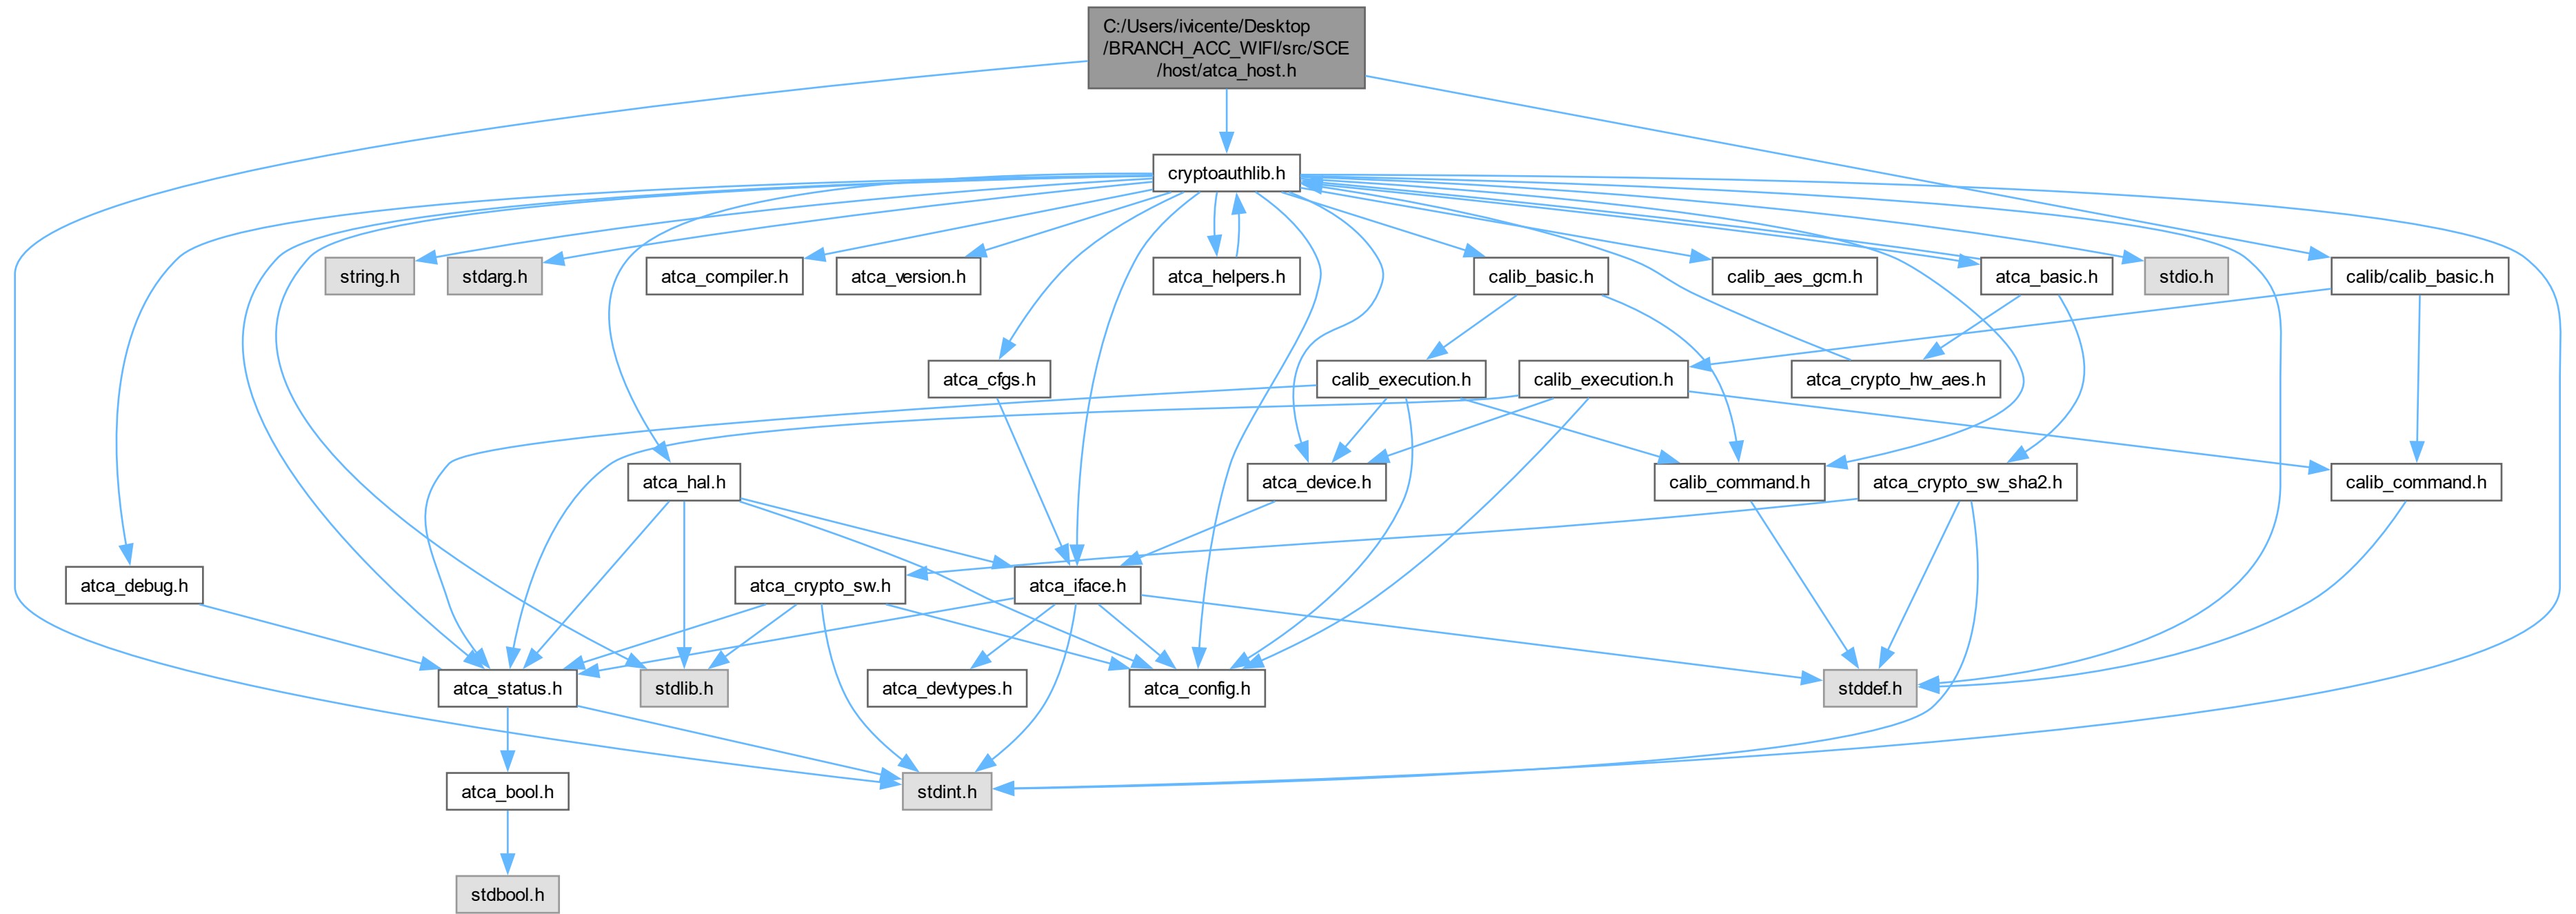 C:/Users/ivicente/Desktop
/BRANCH_ACC_WIFI/src/SCE
/host/atca_host.h
cryptoauthlib.h
string.h
stdarg.h
atca_compiler.h
atca_version.h
atca_helpers.h
calib_basic.h
calib_aes_gcm.h
atca_basic.h
stdio.h
calib/calib_basic.h
atca_cfgs.h
calib_execution.h
calib_execution.h
atca_crypto_hw_aes.h
atca_hal.h
atca_device.h
calib_command.h
atca_crypto_sw_sha2.h
calib_command.h
atca_debug.h
atca_crypto_sw.h
atca_iface.h
atca_status.h
stdlib.h
atca_devtypes.h
atca_config.h
stddef.h
atca_bool.h
stdint.h
stdbool.h